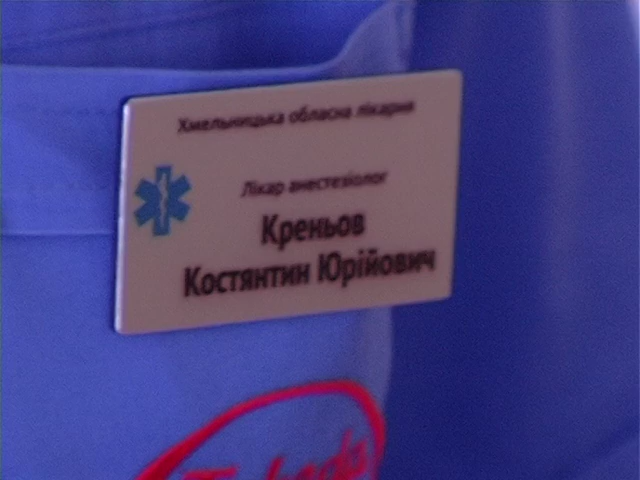 Хмельницька обласна лікарня
Лікар анестезіолог
Креньов
Костянтин Юрійович